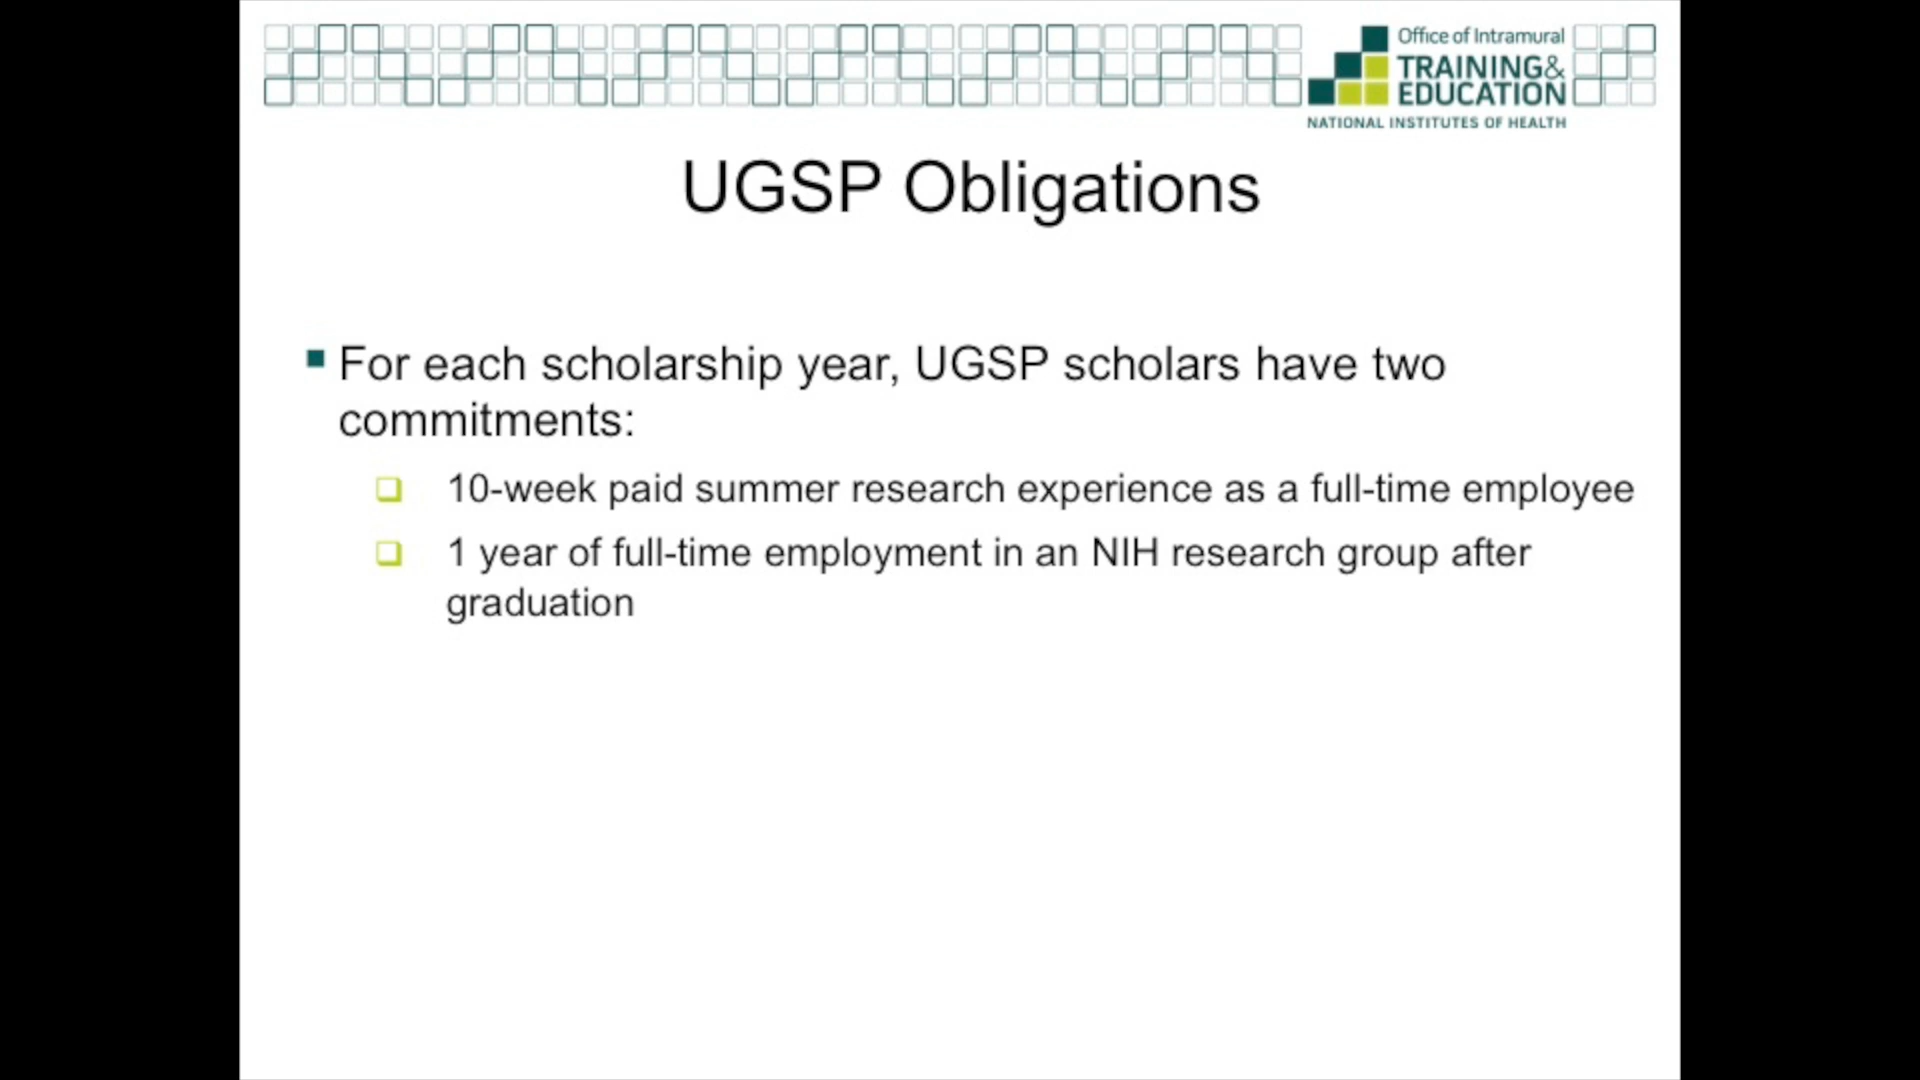 Office of Intramural
TRAINING&
EDUCATION
NATIONAL INSTITUTES OF HEALTH
UGSP Obligations
For each scholarship year, UGSP scholars have two
commitments:
10-week paid summer research experience as a full-time employee
1 year of full-time employment in an NIH research group after
graduation